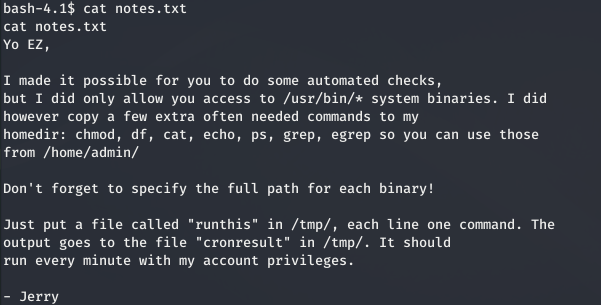 bash-4.1$ cat notes.txt
cat notes.txt
Yo EZ,
I made it possible for you to do some automated checks,
but I did only allow you access to /usr/bin/* system binaries. I did
however copy a few extra often needed commands to my
homedir: chmod, df, cat, echo, ps, grep, egrep so you can use those
from /home/admin/
Don't forget to specify the full path for each binary!
Just put a file called "runthis" in /tmp/, each line one command. The
output goes to the file "cronresult" in /tmp/. It should
run every minute with my account privileges.
- Jerry